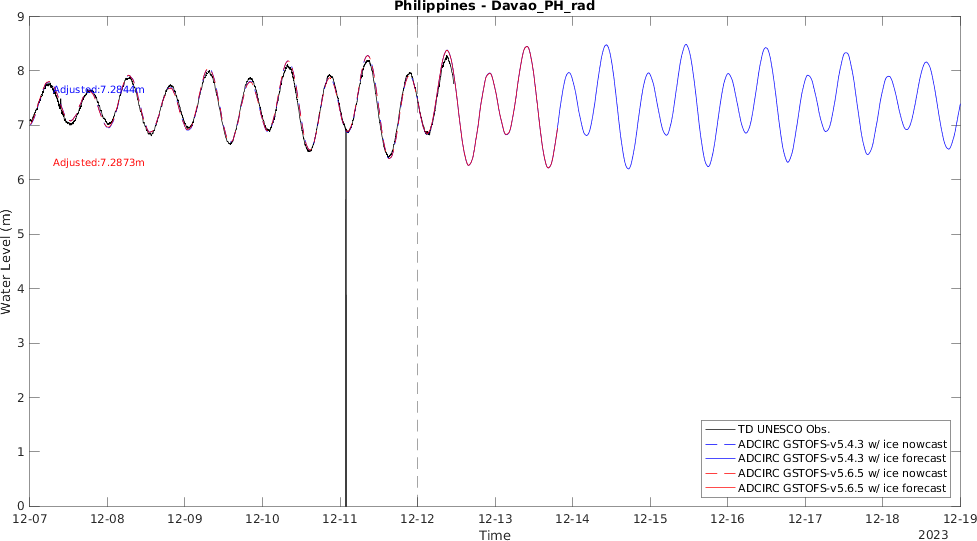 Philippines - Davao_PH_rad
9
8
7
6
5
4
3
2
1
0
Water Level (m)
Adjusted:7.2844m
Adjusted:7.2873m
TD UNESCO Obs.
ADCIRC GSTOFS-v5.4.3 w/ ice nowcast
ADCIRC GSTOFS-v5.4.3 w/ ice forecast
ADCIRC GSTOFS-v5.6.5 w/ ice nowcast
ADCIRC GSTOFS-v5.6.5 w/ ice forecast
12-07 12-08 12-09 12-10 12-11 12-12 12-13 12-14 12-15 12-16 12-17 12-18 12-19
Time
2023